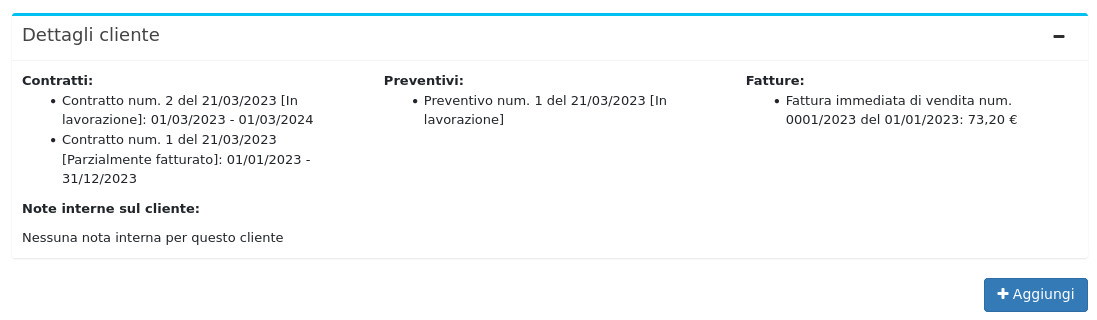 Dettagli cliente
Contratti:
Contratto num. 2 del 21/03/2023 [In
lavorazione]: 01/03/2023 - 01/03/2024
Contratto num. 1 del 21/03/2023
[Parzialmente fatturato]: 01/01/2023 -
31/12/2023
Preventivi:
Preventivo num. 1 del 21/03/2023 [In
lavorazione]
Fatture:
Fattura immediata di vendita num.
0001/2023 del 01/01/2023: 73,20 €
Note interne sul cliente:
Nessuna nota interna per questo cliente
Aggiungi